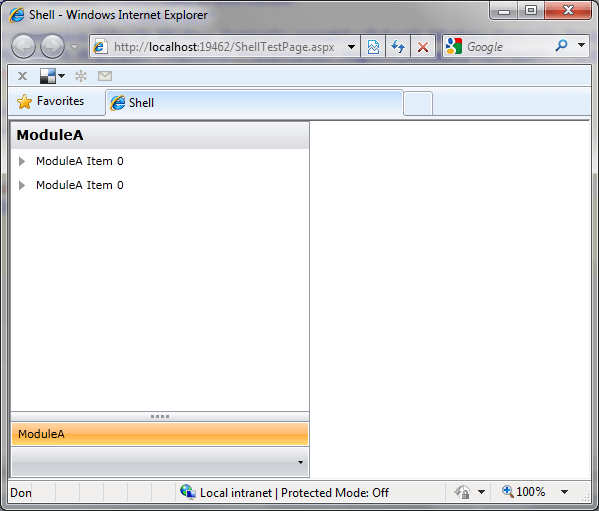 Shell - Windows Internet Explorer
http://localhost:19462/ShellTestPage.aspx
Google
Favorites
Shell
ModuleA
ModuleA Item 0
ModuleA Item 0
ModuleA
Don
Local intranet | Protected Mode: Off
100%